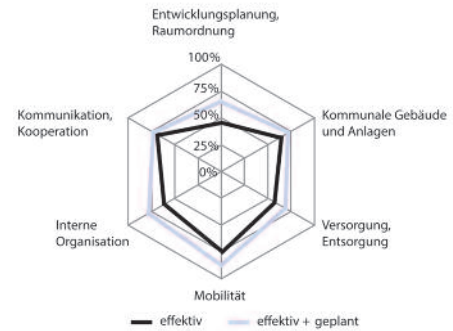 Entwicklungsplanung,
Raumordnung
100%
Kommunikation,
Kooperation
50%
Kommunale Gebäude
und Anlagen
25%
0%
Interne
Organisation
Versorgung,
Entsorgung
Mobilität
effektiv
effektiv + geplant